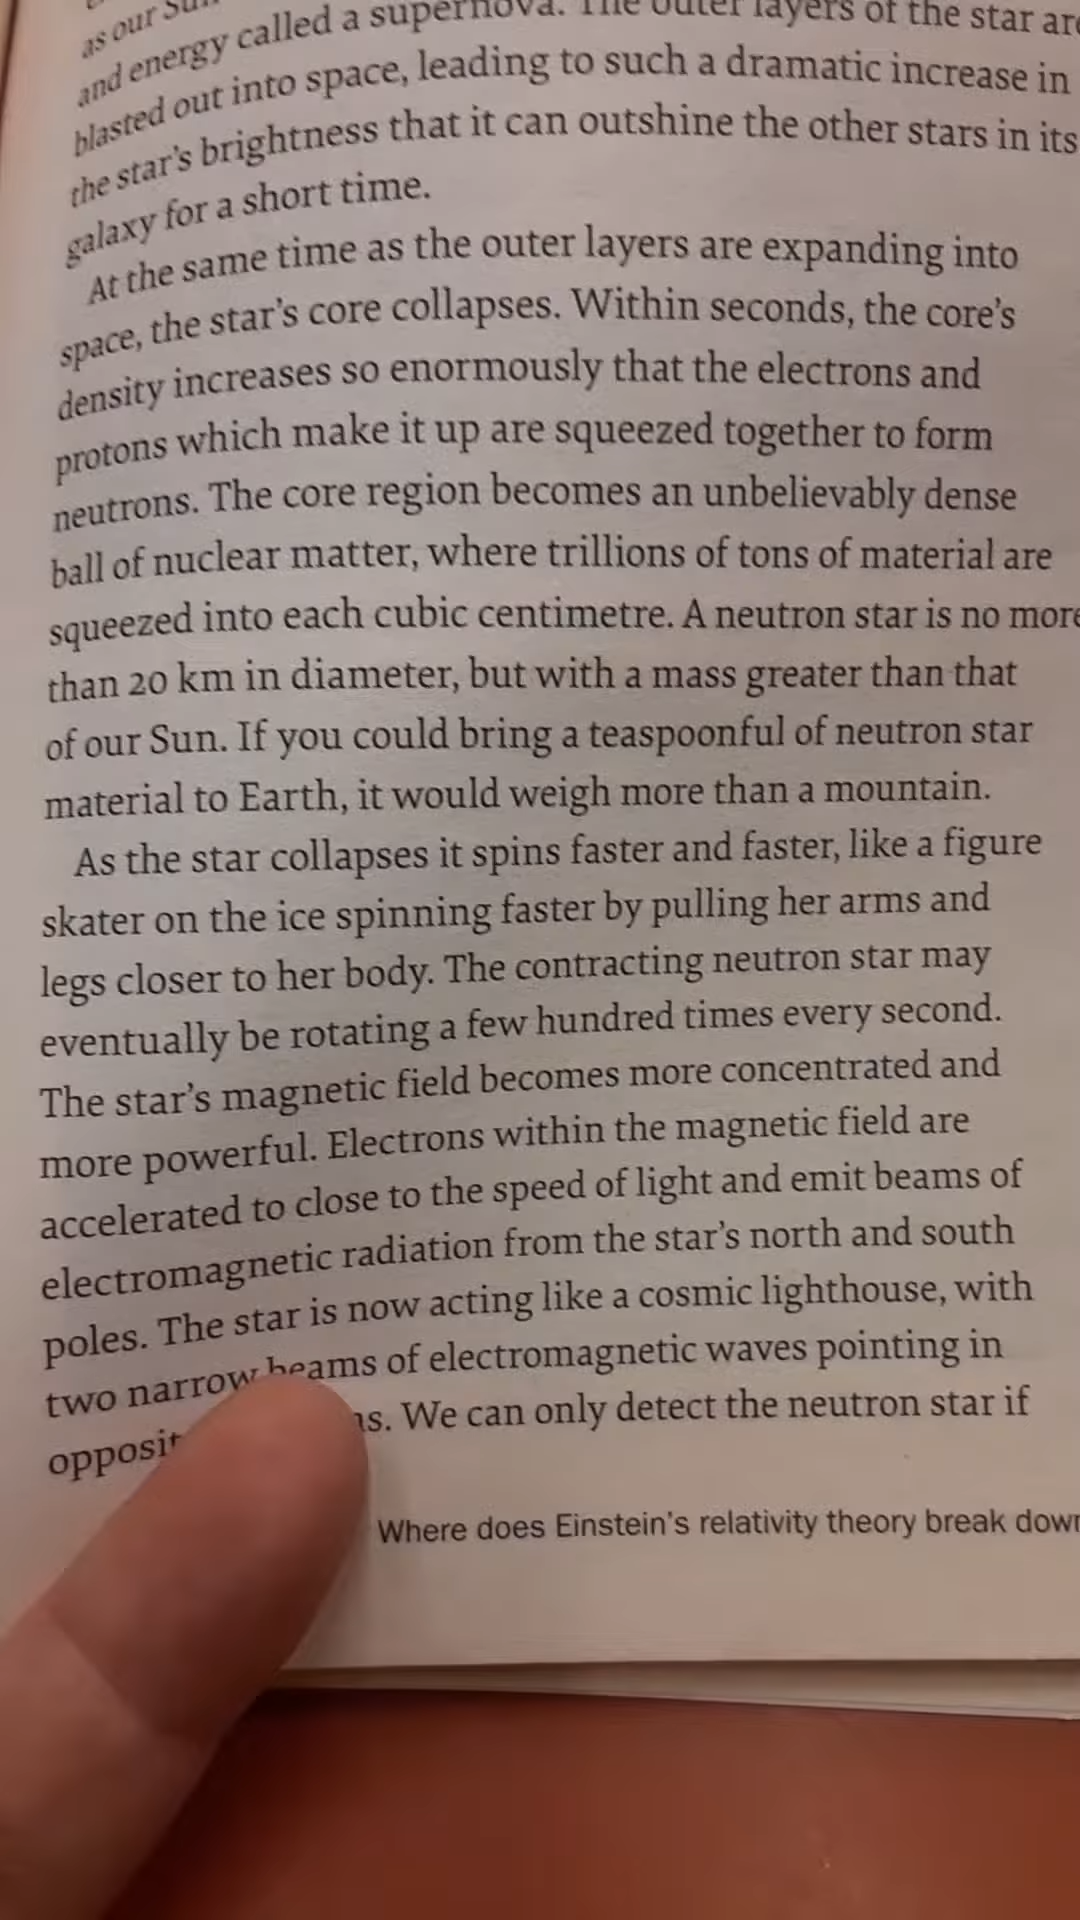 as our Sun
and energy called a supernova. The outer layers of the star are
blasted out into space, leading to such a dramatic increase in
the star's brightness that it can outshine the other stars in its
galaxy for a short time.
At the same time as the outer layers are expanding into
space, the star's core collapses. Within seconds, the core's
density increases so enormously that the electrons and
protons which make it up are squeezed together to form
neutrons. The core region becomes an unbelievably dense
ball of nuclear matter, where trillions of tons of material are
squeezed into each cubic centimetre. A neutron star is no more
than 20 km in diameter, but with a mass greater than that
of our Sun. If you could bring a teaspoonful of neutron star
material to Earth, it would weigh more than a mountain.
As the star collapses it spins faster and faster, like a figure
skater on the ice spinning faster by pulling her arms and
legs closer to her body. The contracting neutron star may
eventually be rotating a few hundred times every second.
The star's magnetic field becomes more concentrated and
more powerful. Electrons within the magnetic field are
accelerated to close to the speed of light and emit beams of
electromagnetic radiation from the star's north and south
poles. The star is now acting like a cosmic lighthouse, with
two narrow beams of electromagnetic waves pointing in
We can only detect the neutron star if
Where does Einstein's relativity theory break down